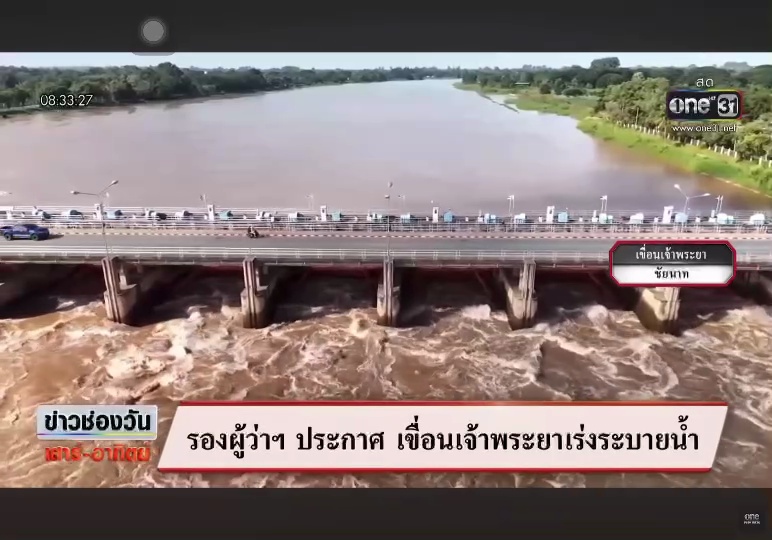 สด
08:33:27
one 31
www.one31.net
เขื่อนเจ้าพระยา
ชัยนาท
ข่าวช่องวัน
เสาร์-อาทิตย์
รองผู้ว่าฯ ประกาศ เขื่อนเจ้าพระยาเร่งระบายน้ำ
one